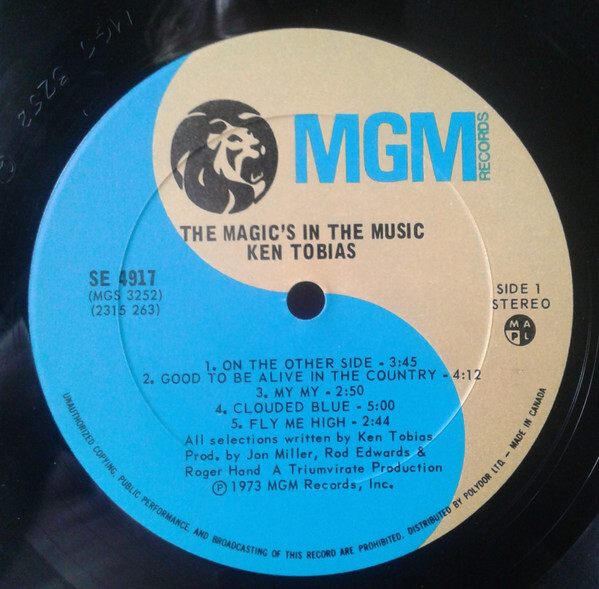 MGS 3252
MGM
RECORDS
THE MAGIC'S IN THE MUSIC
KEN TOBIAS
SE 4917
(MGS 3252)
(2315 263)
SIDE 1
STEREO
M A
P L
1. ON THE OTHER SIDE - 3:45
2. GOOD TO BE ALIVE IN THE COUNTRY - 4:12
3. MY MY - 2:50
4. CLOUDED BLUE - 5:00
5. FLY ME HIGH - 2:44
All selections written by Ken Tobias
Prod. by Jon Miller, Rod Edwards &
Roger Hand A Triumvirate Production
Ⓟ 1973 MGM Records, Inc.
UNAUTHORIZED COPYING, PUBLIC PERFORMANCE, AND BROADCASTING OF THIS RECORD ARE PROHIBITED, DISTRIBUTED BY POLYDOR LTD. - MADE IN CANADA